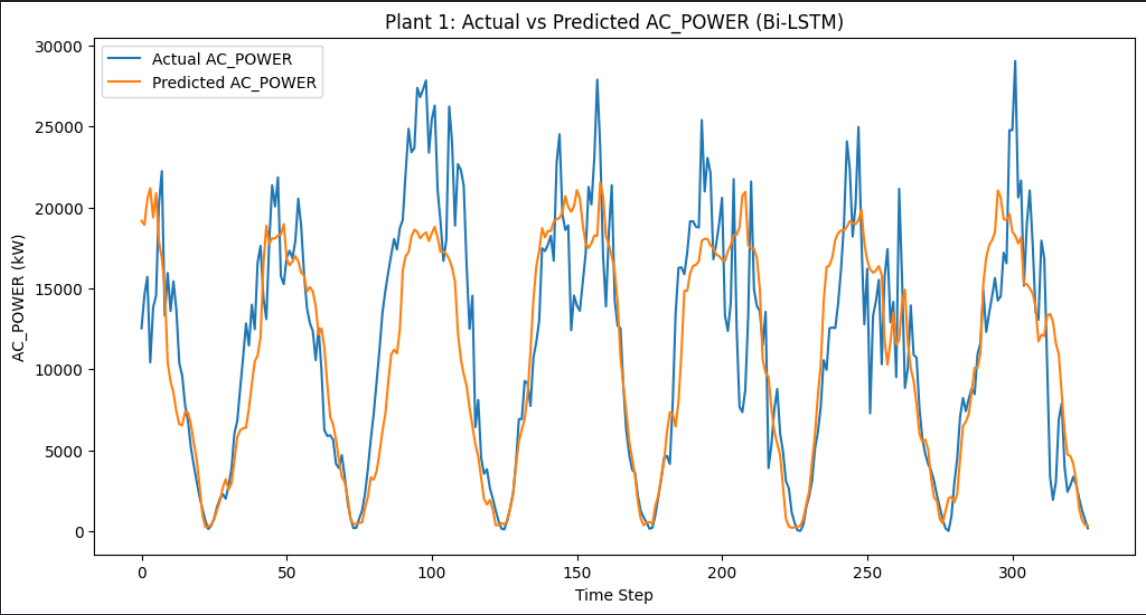 Plant 1: Actual vs Predicted AC_POWER (Bi-LSTM)
Actual AC_POWER
Predicted AC_POWER
AC_POWER (kW)
30000
25000
20000
15000
10000
5000
0
0 50 100 150 200 250 300
Time Step